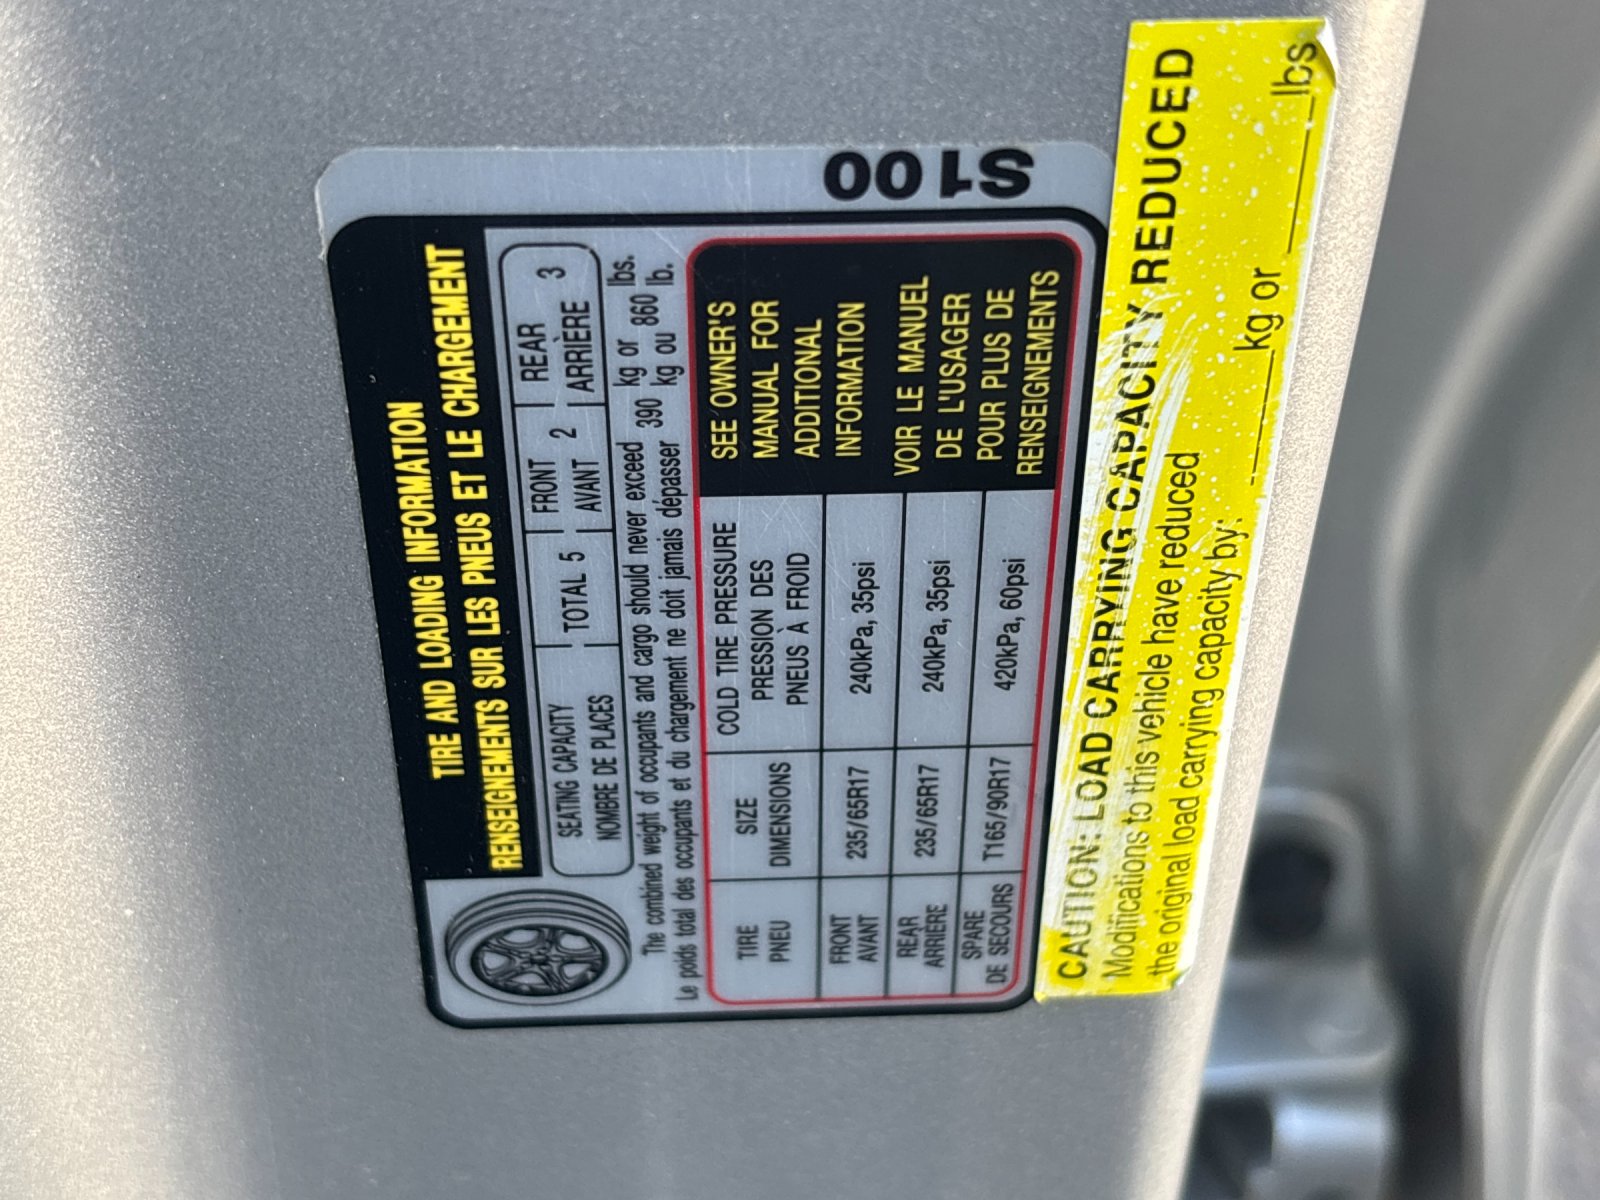 TIRE AND LOADING INFORMATION
RENSEIGNEMENTS SUR LES PNEUS ET LE CHARGEMENT
SEATING CAPACITY TOTAL 5 FRONT 2 REAR 3
NOMBRE DE PLACES AVANT ARRIÈRE
The combined weight of occupants and cargo should never exceed 390 kg or 860 lbs.
Le poids total des occupants et du chargement ne doit jamais dépasser kg ou lb.
TIRE SIZE COLD TIRE PRESSURE
PNEU DIMENSIONS PRESSION DES
PNEUS À FROID
FRONT 235/65R17 240kPa, 35psi
AVANT
REAR 235/65R17 240kPa, 35psi
ARRIERE
SPARE T165/90R17 420kPa, 60psi
DE SECOURS
SEE OWNER'S
MANUAL FOR
ADDITIONAL
INFORMATION
VOIR LE MANUEL
DE L'USAGER
POUR PLUS DE
RENSEIGNEMENTS
S100
CAUTION: LOAD CARRYING CAPACITY REDUCED
Modifications to this vehicle have reduced
the original load carrying capacity by: ______kg or ________lbs